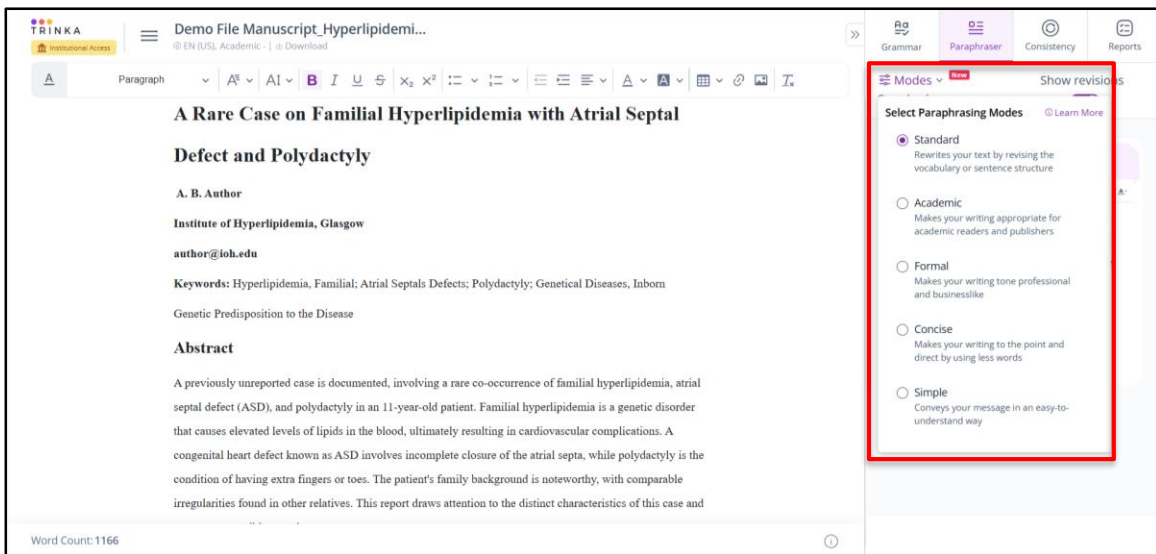 TRINKA
Institutional Access
Demo File Manuscript_Hyperlipidemi...
EN (US), Academic - | Download
Grammar
Paraphraser
Consistency
Reports
A
Paragraph
B I U S X₂ X²
Modes New
Show revisions
Select Paraphrasing Modes
Learn More
Standard
Rewrites your text by revising the
vocabulary or sentence structure
Academic
Makes your writing appropriate for
academic readers and publishers
Formal
Makes your writing tone professional
and businesslike
Concise
Makes your writing to the point and
direct by using less words
Simple
Conveys your message in an easy-to-
understand way
A Rare Case on Familial Hyperlipidemia with Atrial Septal
Defect and Polydactyly
A. B. Author
Institute of Hyperlipidemia, Glasgow
author@ioh.edu
Keywords: Hyperlipidemia, Familial; Atrial Septals Defects; Polydactyly; Genetical Diseases, Inborn
Genetic Predisposition to the Disease
Abstract
A previously unreported case is documented, involving a rare co-occurrence of familial hyperlipidemia, atrial
septal defect (ASD), and polydactyly in an 11-year-old patient. Familial hyperlipidemia is a genetic disorder
that causes elevated levels of lipids in the blood, ultimately resulting in cardiovascular complications. A
congenital heart defect known as ASD involves incomplete closure of the atrial septa, while polydactyly is the
condition of having extra fingers or toes. The patient's family background is noteworthy, with comparable
irregularities found in other relatives. This report draws attention to the distinct characteristics of this case and
Word Count: 1166